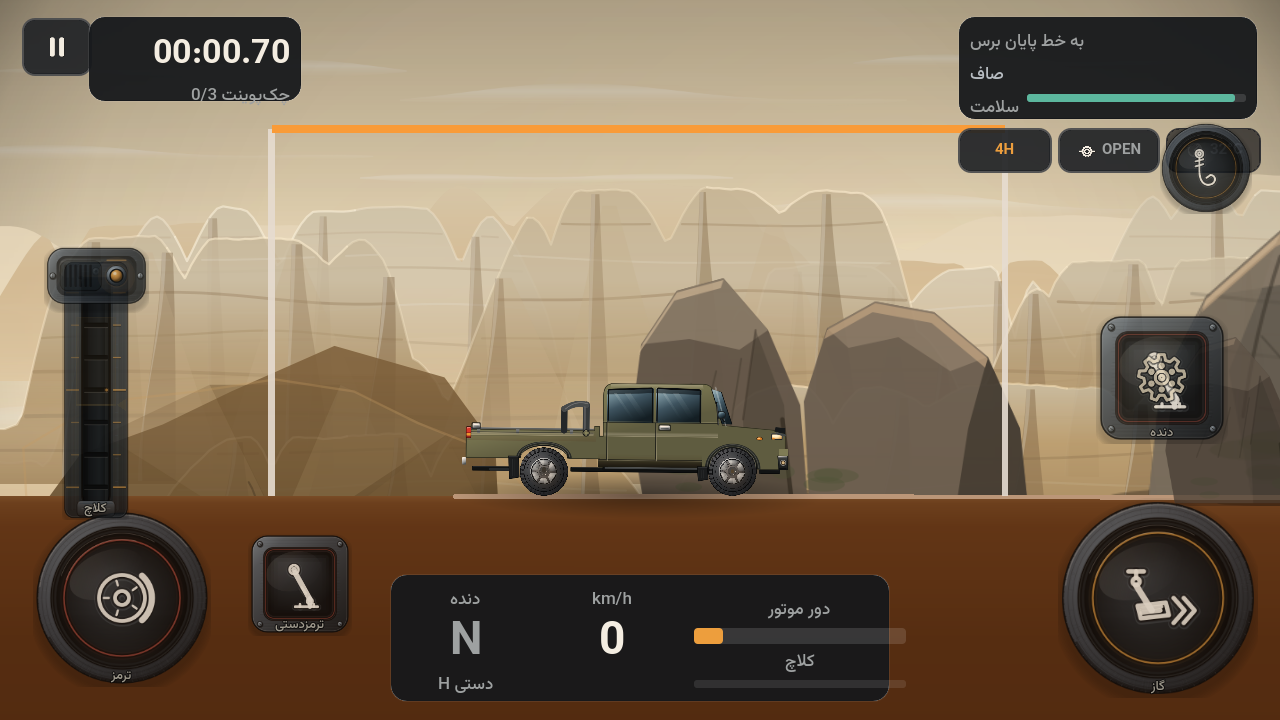 00:00.70
چک‌پوینت 0/3
به خط پایان برس
صاف
سلامت
4H
OPEN
دنده
کلاچ
ترمز
ترمزدستی
دنده
N
دستی H
km/h
0
دور موتور
کلاچ
گاز